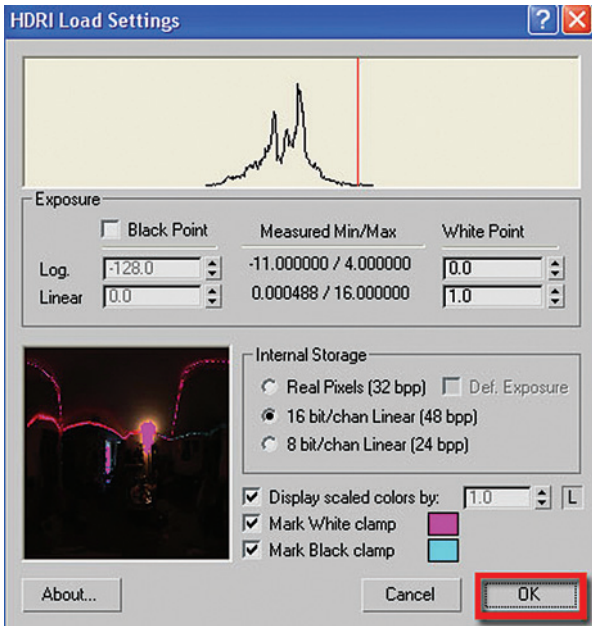 HDRI Load Settings
Exposure
Black Point Measured Min/Max White Point
Log. -128.0 -11.000000 / 4.000000 0.0
Linear 0.0 0.000488 / 16.000000 1.0
Internal Storage
Real Pixels (32 bpp) Def. Exposure
16 bit/chan Linear (48 bpp)
8 bit/chan Linear (24 bpp)
Display scaled colors by: 1.0 L
Mark White clamp
Mark Black clamp
About... Cancel OK